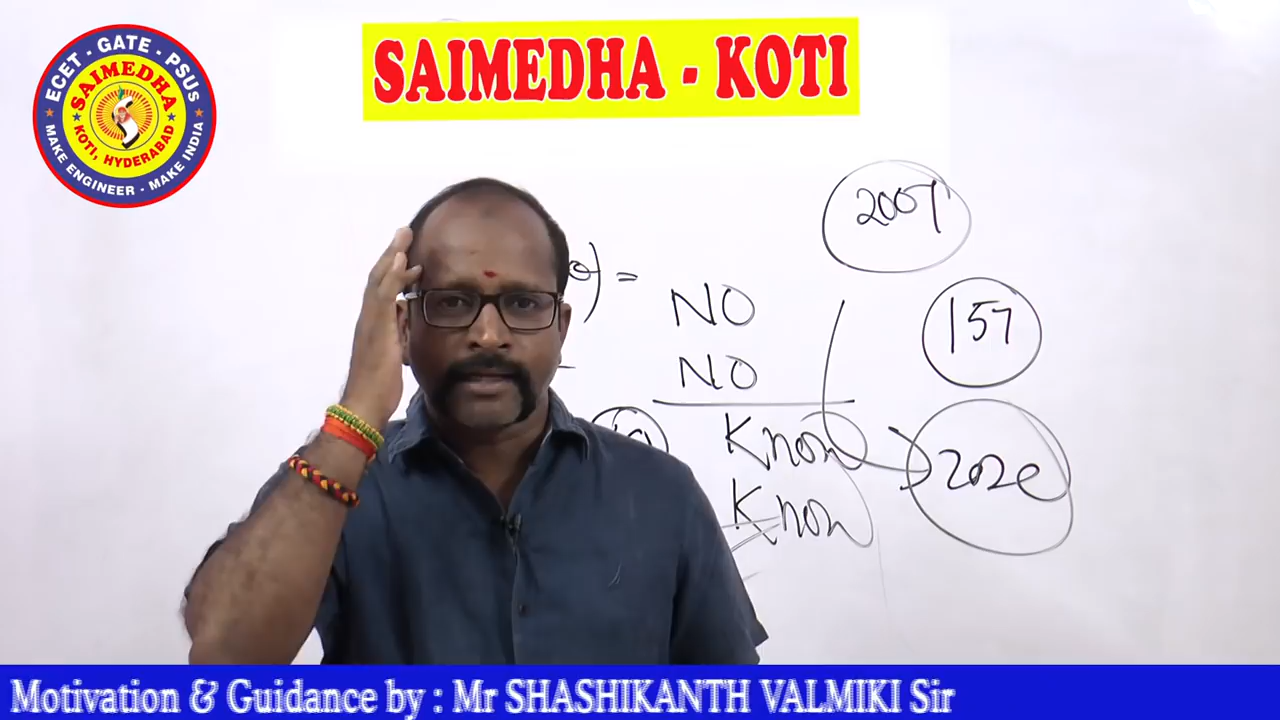 ECET - GATE - PSUS
SAIMEDHA
KOTI, HYDERABAD
MAKE ENGINEER - MAKE INDIA
SAIMEDHA - KOTI
2007
=
NO
157
NO
Know
2020
Know
Motivation & Guidance by : Mr SHASHIKANTH VALMIKI Sir